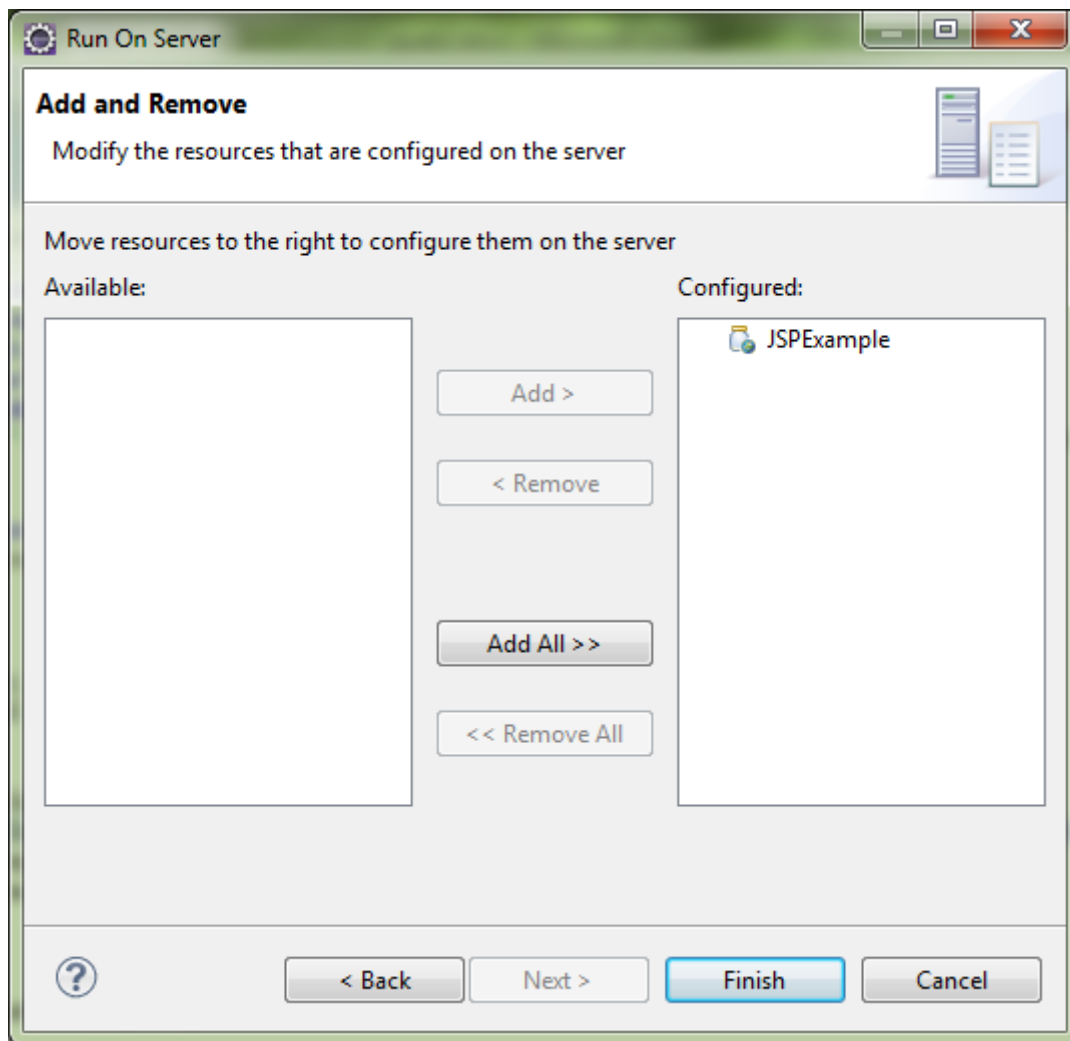 Run On Server
Add and Remove
Modify the resources that are configured on the server
Move resources to the right to configure them on the server
Available:
Configured:
JSPExample
Add >
< Remove
Add All >>
<< Remove All
?
< Back
Next >
Finish
Cancel